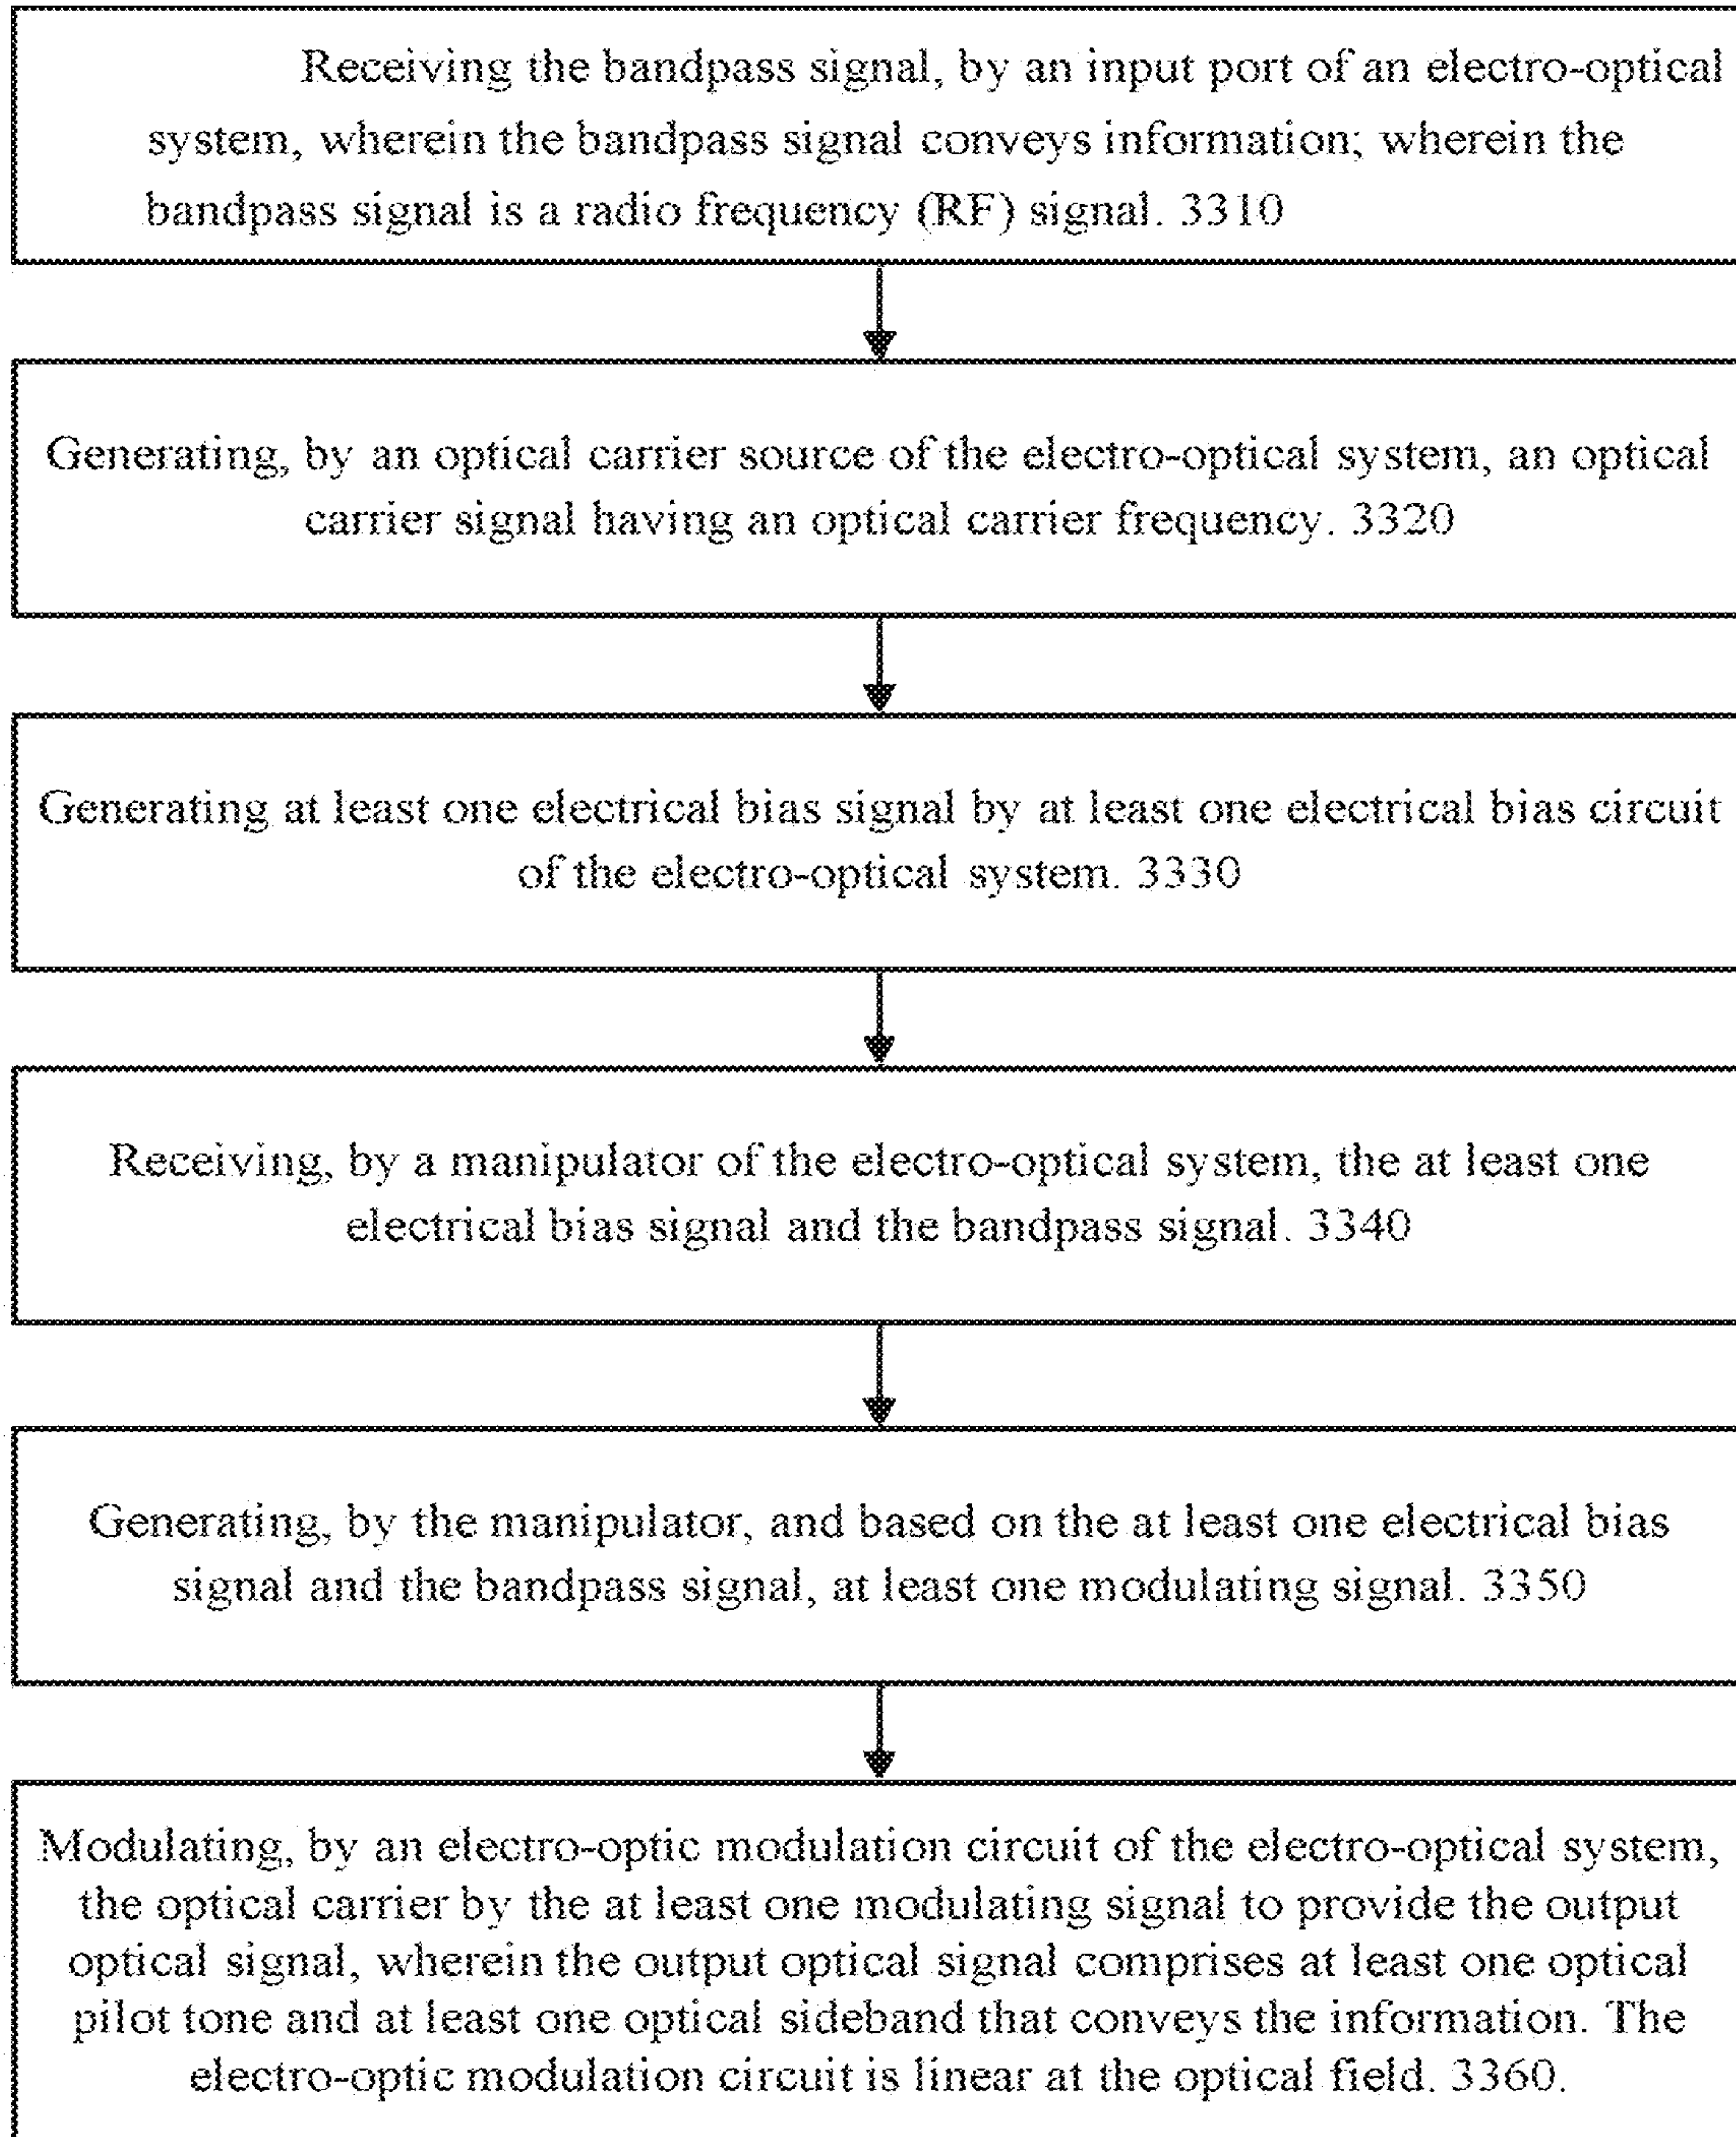 Receiving the bandpass signal, by an input port of an electro-optical
system, wherein the bandpass signal conveys information; wherein the
bandpass signal is a radio frequency (RF) signal. 3310
Generating, by an optical carrier source of the electro-optical system, an optical
carrier signal having an optical carrier frequency. 3320
Generating at least one electrical bias signal by at least one electrical bias circuit
of the electro-optical system. 3330
Receiving, by a manipulator of the electro-optical system, the at least one
electrical bias signal and the bandpass signal. 3340
Generating, by the manipulator, and based on the at least one electrical bias
signal and the bandpass signal, at least one modulating signal. 3350
Modulating, by an electro-optic modulation circuit of the electro-optical system,
the optical carrier by the at least one modulating signal to provide the output
optical signal, wherein the output optical signal comprises at least one optical
pilot tone and at least one optical sideband that conveys the information. The
electro-optic modulation circuit is linear at the optical field. 3360.